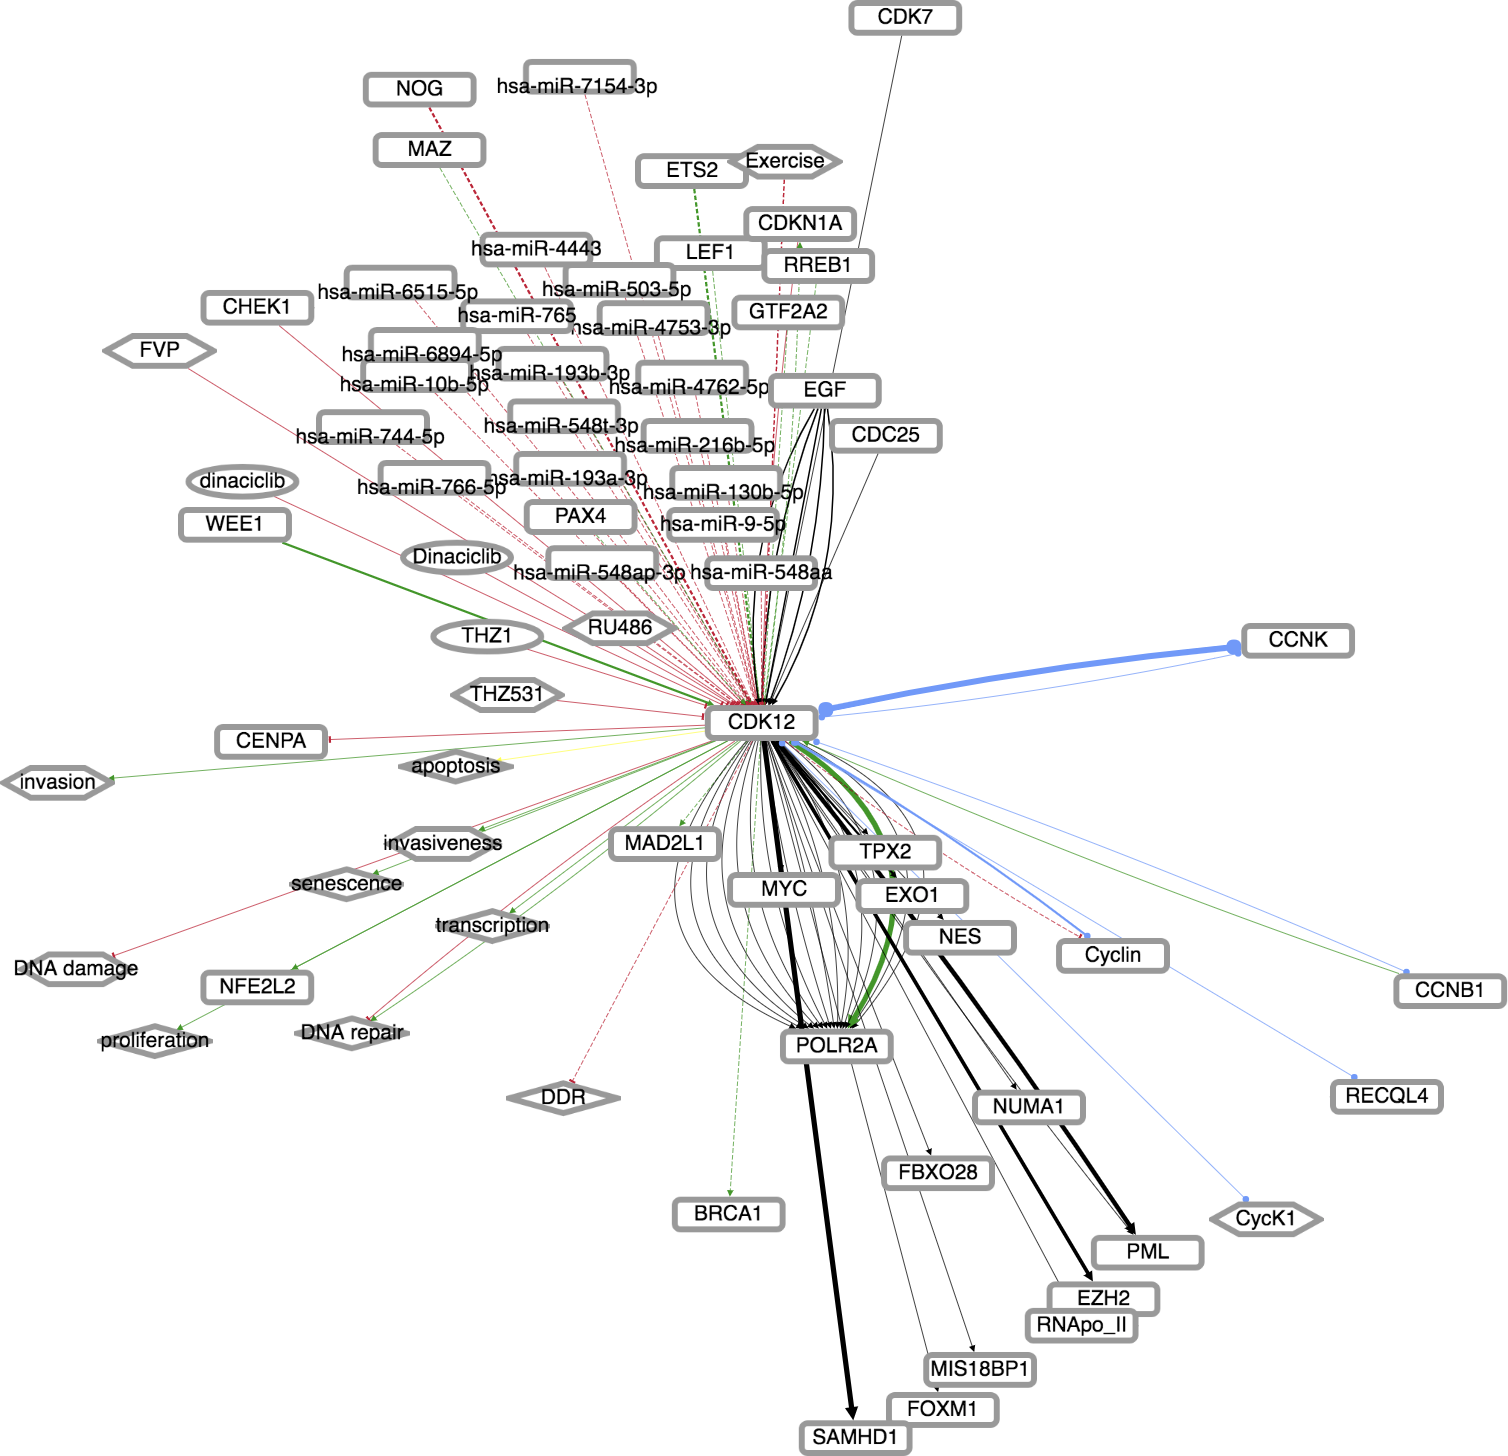 CDK7
hsa-miR-7154-3p
NOG
MAZ
ETS2
Exercise
CDKN1A
hsa-miR-4443
LEF1
RREB1
hsa-miR-6515-5p
hsa-miR-503-5p
CHEK1
hsa-miR-765
hsa-miR-4753-3p
GTF2A2
FVP
hsa-miR-6894-5p
hsa-miR-10b-5p
hsa-miR-193b-3p
hsa-miR-4762-5p
EGF
hsa-miR-744-5p
hsa-miR-548t-3p
hsa-miR-216b-5p
CDC25
dinaciclib
hsa-miR-766-5p
hsa-miR-193a-3p
hsa-miR-130b-5p
WEE1
PAX4
hsa-miR-9-5p
Dinaciclib
hsa-miR-548ap-3p
hsa-miR-548aa
THZ1
RU486
CCNK
THZ531
CDK12
CENPA
apoptosis
invasion
invasiveness
MAD2L1
TPX2
senescence
MYC
EXO1
transcription
NES
Cyclin
DNA damage
NFE2L2
CCNB1
proliferation
DNA repair
POLR2A
DDR
NUMA1
RECQL4
FBXO28
BRCA1
CycK1
PML
EZH2
RNApo_II
MIS18BP1
FOXM1
SAMHD1